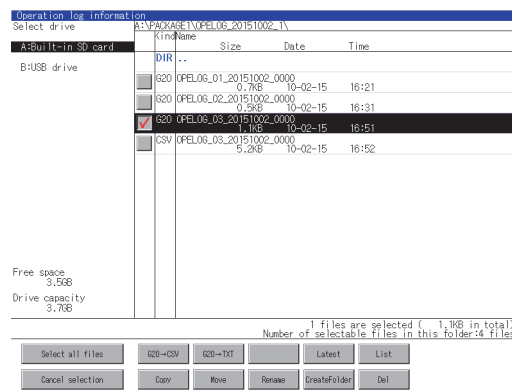 Operation log information
Select drive
A:\PACKAGE1\OPELOG_20151002_1\
Kind Name
Size Date Time
A:Built-in SD card
B:USB drive
DIR ..
G20 OPELOG_01_20151002_0000
0.7KB 10-02-15 16:21
G20 OPELOG_02_20151002_0000
0.5KB 10-02-15 16:31
G20 OPELOG_03_20151002_0000
1.1KB 10-02-15 16:51
CSV OPELOG_03_20151002_0000
5.2KB 10-02-15 16:52
Free space
3.5GB
Drive capacity
3.7GB
1 files are selected ( 1.1KB in total)
Number of selectable files in this folder:4 files
Select all files G20→CSV G20→TXT Latest List
Cancel selection Copy Move Rename CreateFolder Del